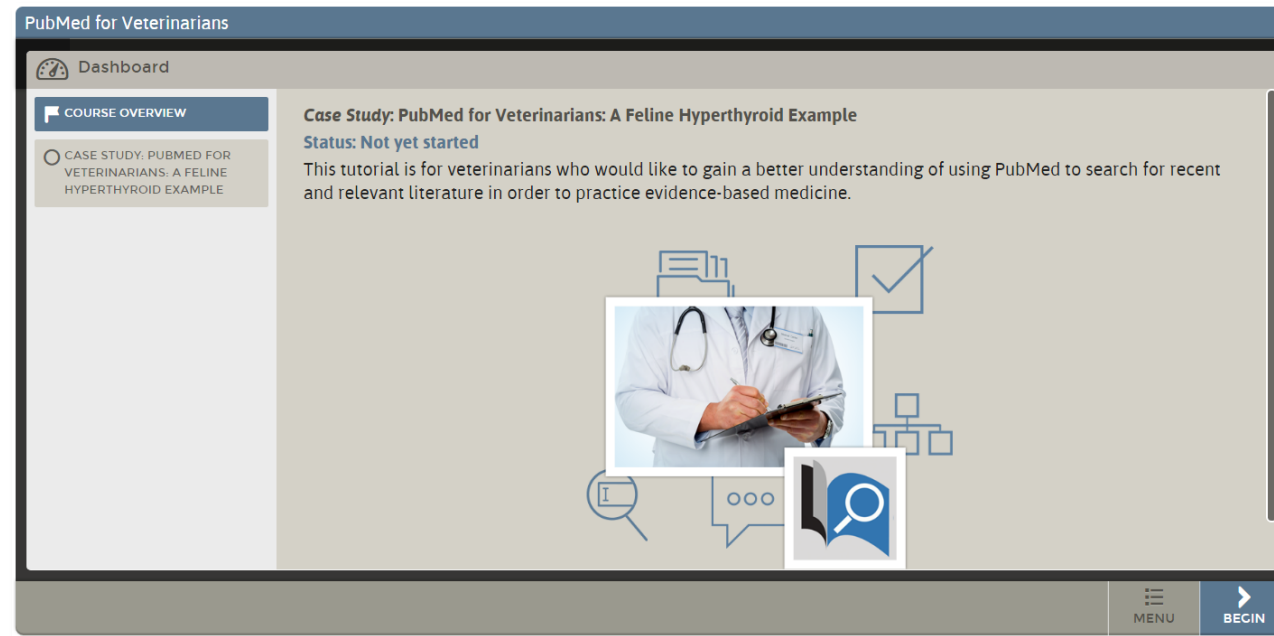 PubMed for Veterinarians
Dashboard
COURSE OVERVIEW
CASE STUDY: PUBMED FOR
VETERINARIANS: A FELINE
HYPERTHYROID EXAMPLE
Case Study: PubMed for Veterinarians: A Feline Hyperthyroid Example
Status: Not yet started
This tutorial is for veterinarians who would like to gain a better understanding of using PubMed to search for recent
and relevant literature in order to practice evidence-based medicine.
MENU
BEGIN